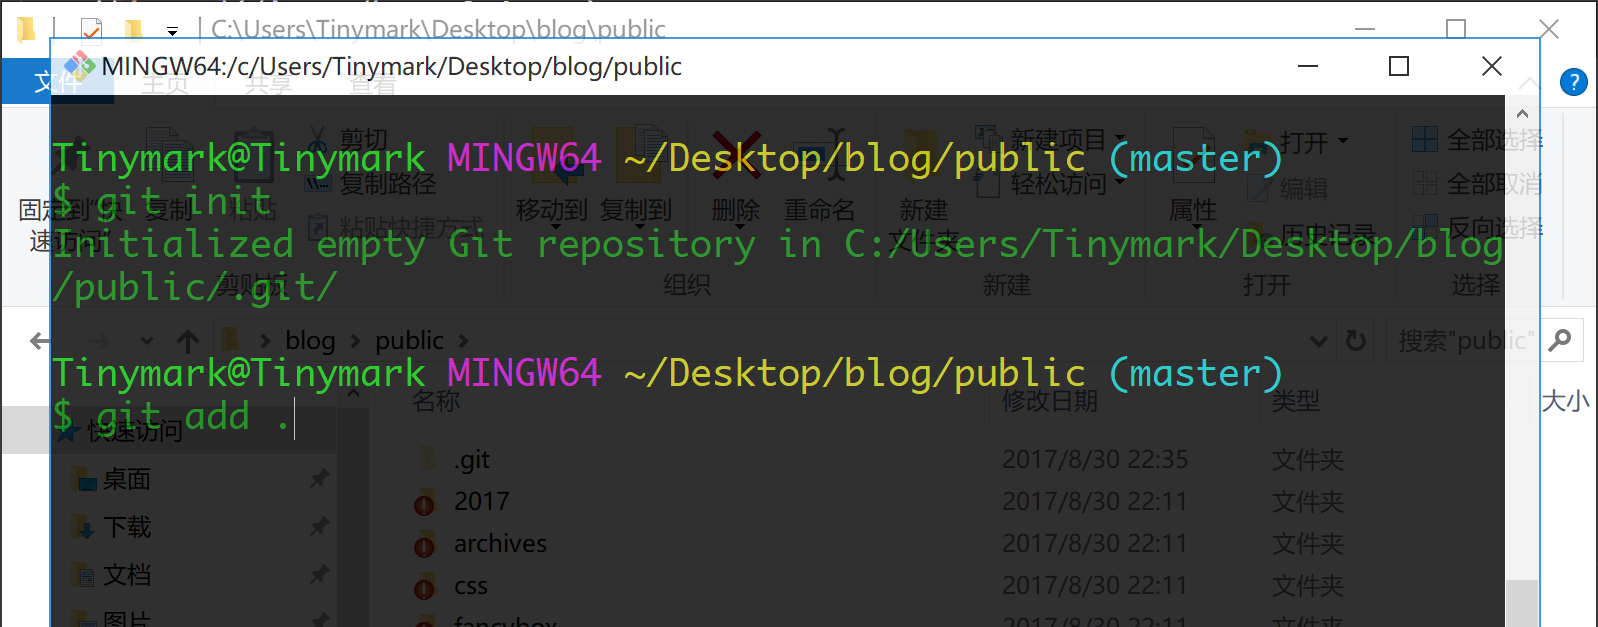 C:\Users\Tinymark\Desktop\blog\public
MINGW64:/c/Users/Tinymark/Desktop/blog/public
文件 主页 共享 查看
Tinymark@Tinymark MINGW64 ~/Desktop/blog/public (master)
$ git init
Initialized empty Git repository in C:/Users/Tinymark/Desktop/blog
/public/.git/
Tinymark@Tinymark MINGW64 ~/Desktop/blog/public (master)
$ git add .
固定到"快
速访问"
复制
粘贴
剪切
复制路径
粘贴快捷方式
剪贴板
移动到
复制到
删除
重命名
组织
新建
文件夹
新建项目
轻松访问
新建
属性
打开
编辑
历史记录
打开
全部选择
全部取消
反向选择
选择
blog public
搜索"public"
名称 修改日期 类型 大小
快速访问
桌面
下载
文档
图片
.git 2017/8/30 22:35 文件夹
2017 2017/8/30 22:11 文件夹
archives 2017/8/30 22:11 文件夹
css 2017/8/30 22:11 文件夹
fancybox 2017/8/30 22:11 文件夹